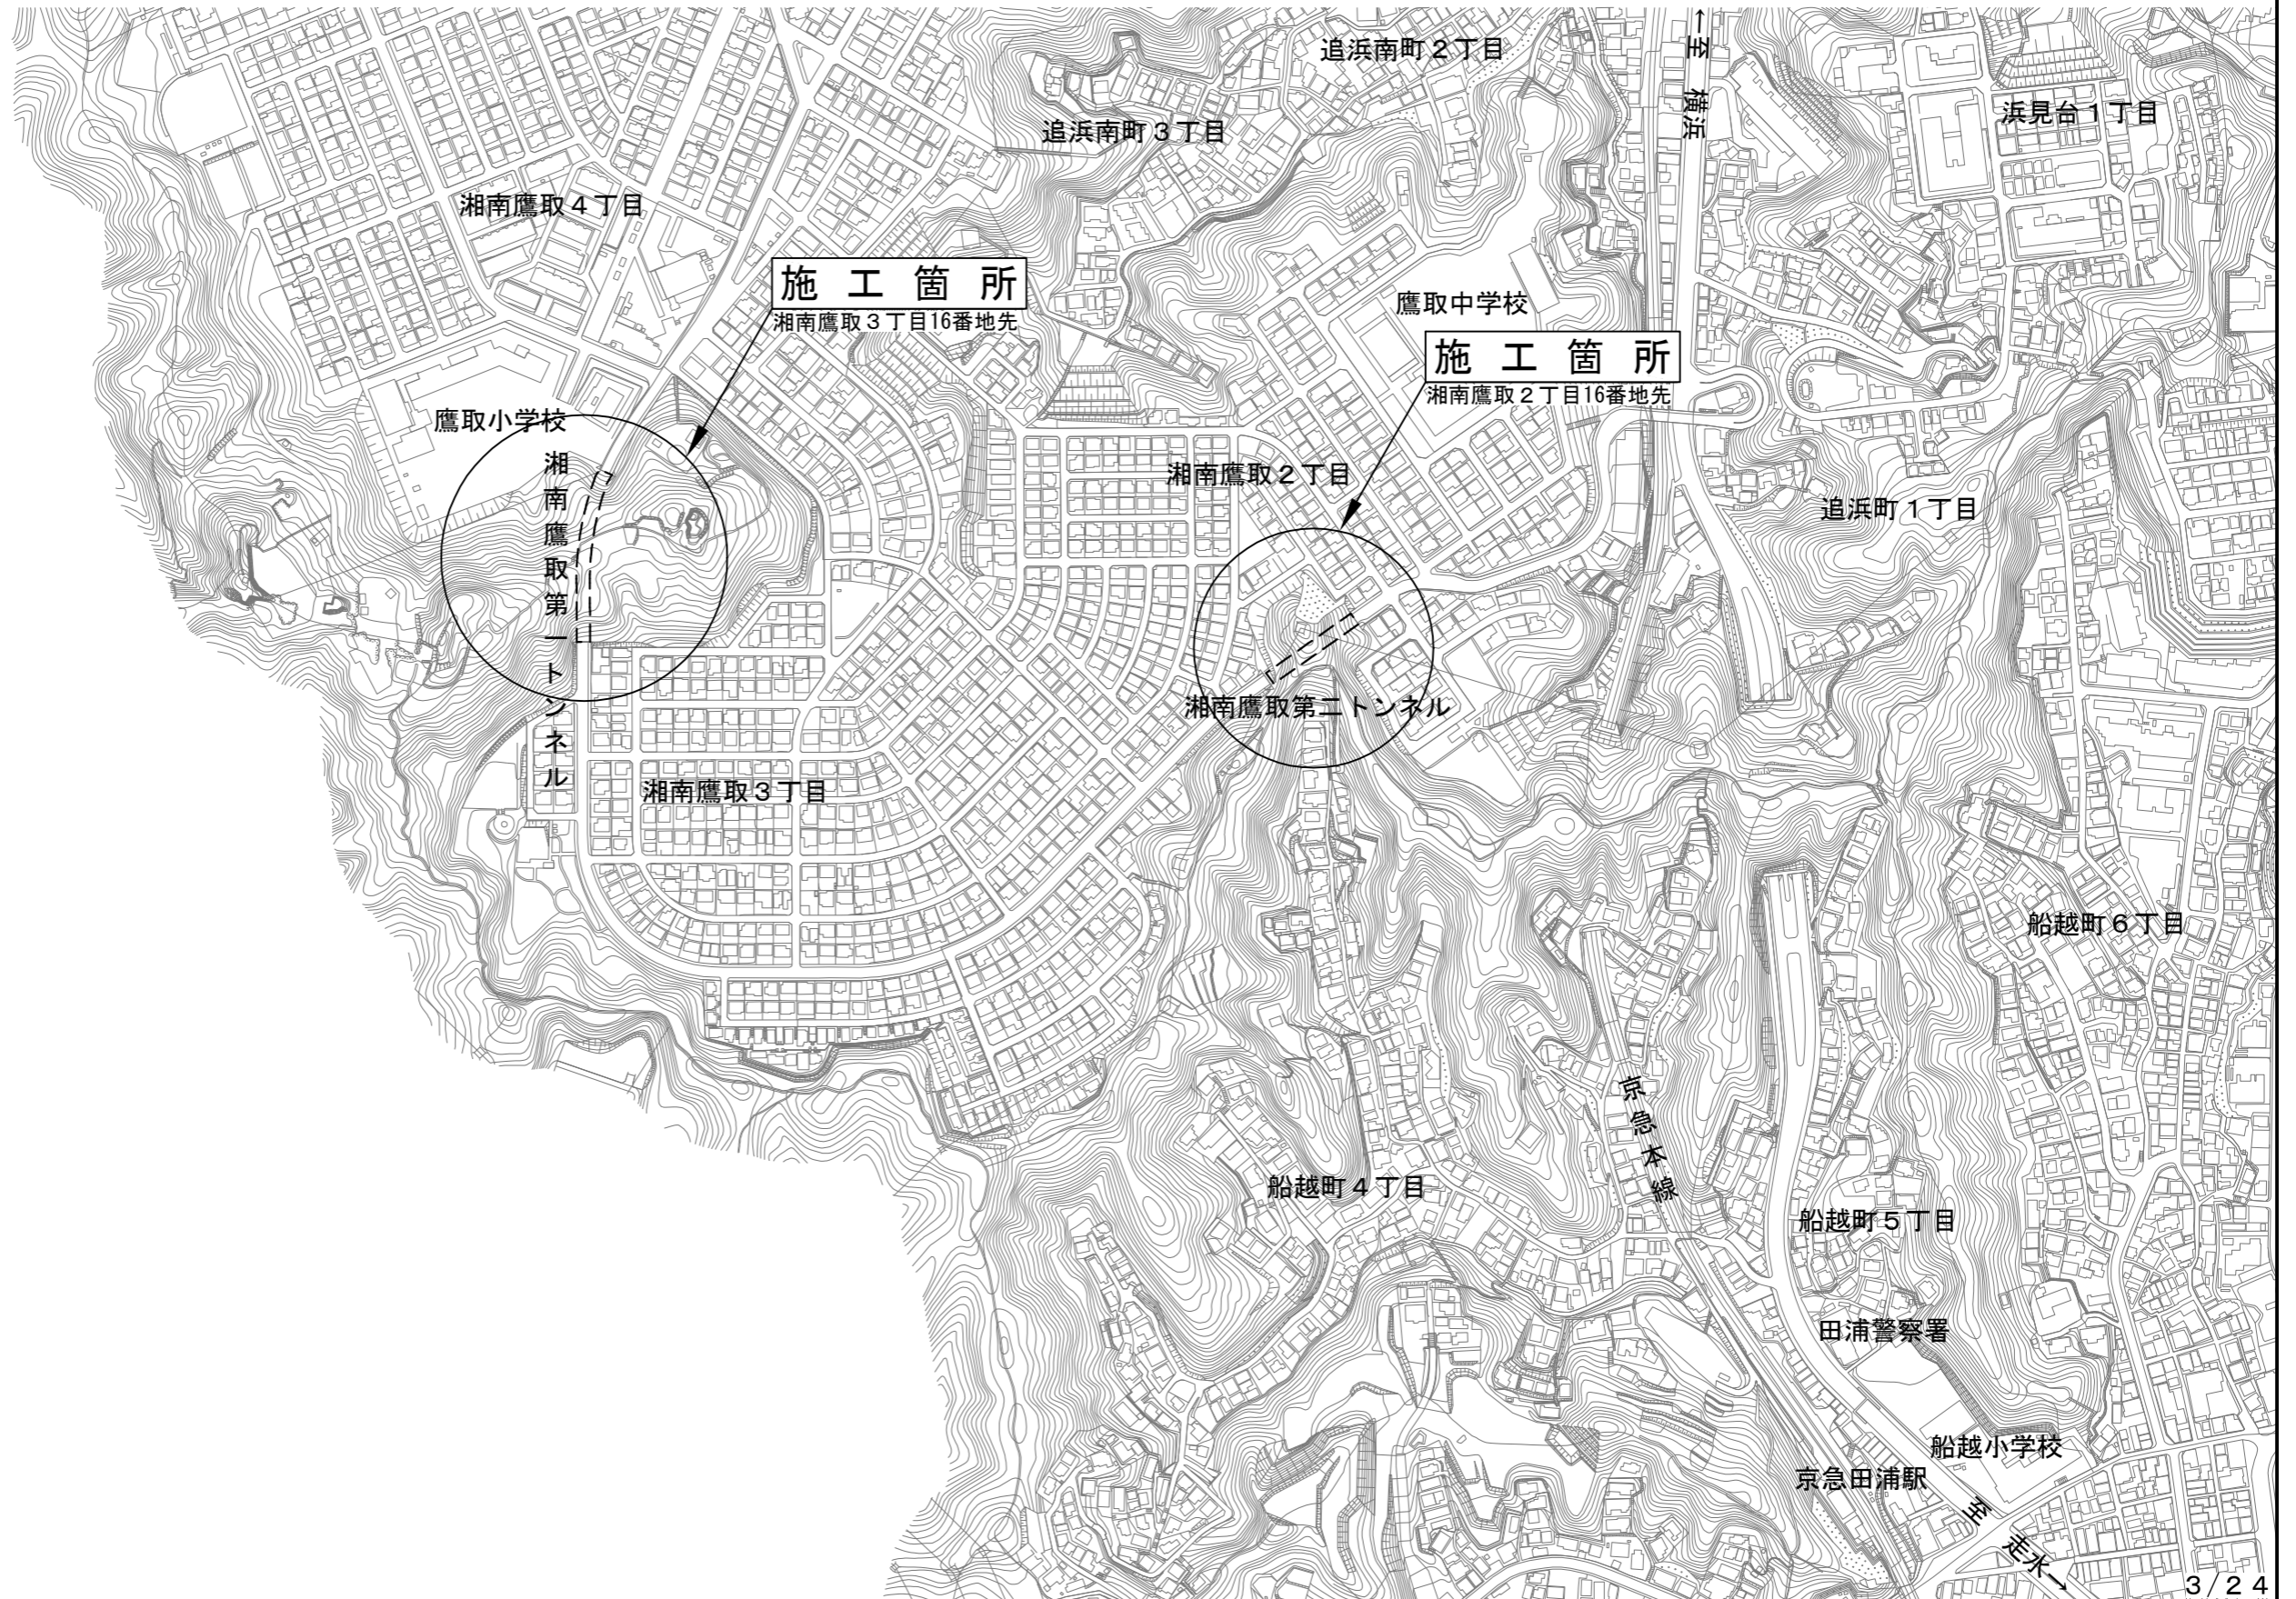 追浜南町２丁目
←至　横浜
浜見台１丁目
追浜南町３丁目
湘南鷹取４丁目
施工箇所
湘南鷹取３丁目16番地先
鷹取中学校
施工箇所
湘南鷹取２丁目16番地先
鷹取小学校
湘南鷹取第一トンネル
湘南鷹取２丁目
追浜町１丁目
湘南鷹取第二トンネル
湘南鷹取３丁目
船越町６丁目
京急本線
船越町４丁目
船越町５丁目
田浦警察署
船越小学校
京急田浦駅
至　走水→
3/24